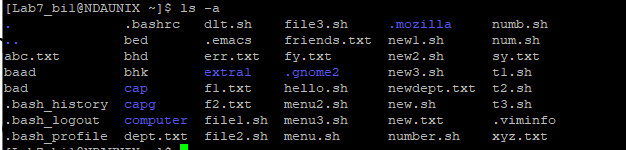 [Lab7_bil@NDAUNIX ~]$ ls -a
. .bashrc dlt.sh file3.sh .mozilla numb.sh
.. bed .emacs friends.txt new1.sh num.sh
abc.txt bhd err.txt fy.txt new2.sh sy.txt
baad bhk extral .gnome2 new3.sh t1.sh
bad cap f1.txt hello.sh newdept.txt t2.sh
.bash_history capg f2.txt menu2.sh new.sh t3.sh
.bash_logout computer file1.sh menu3.sh new.txt .viminfo
.bash_profile dept.txt file2.sh menu.sh number.sh xyz.txt